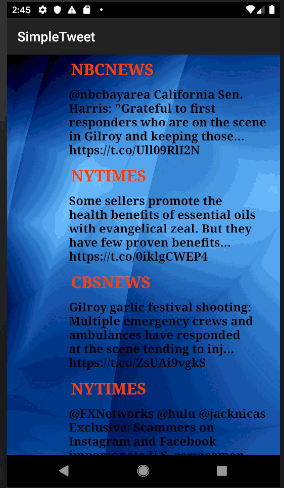 2:45
SimpleTweet
NBCNEWS
@nbcbayarea California Sen.
Harris: "Grateful to first
responders who are on the scene
in Gilroy and keeping those...
https://t.co/Ull09RlI2N
NYTIMES
Some sellers promote the
health benefits of essential oils
with evangelical zeal. But they
have few proven benefits...
https://t.co/0iklgCWEP4
CBSNEWS
Gilroy garlic festival shooting:
Multiple emergency crews and
ambulances have responded
at the scene tending to inj...
https://t.co/ZsUAi9vgkS
NYTIMES
@FXNetworks @hulu @jacknicas
Exclusive: Scammers on
Instagram and Facebook
impersonate U.S. servicemen